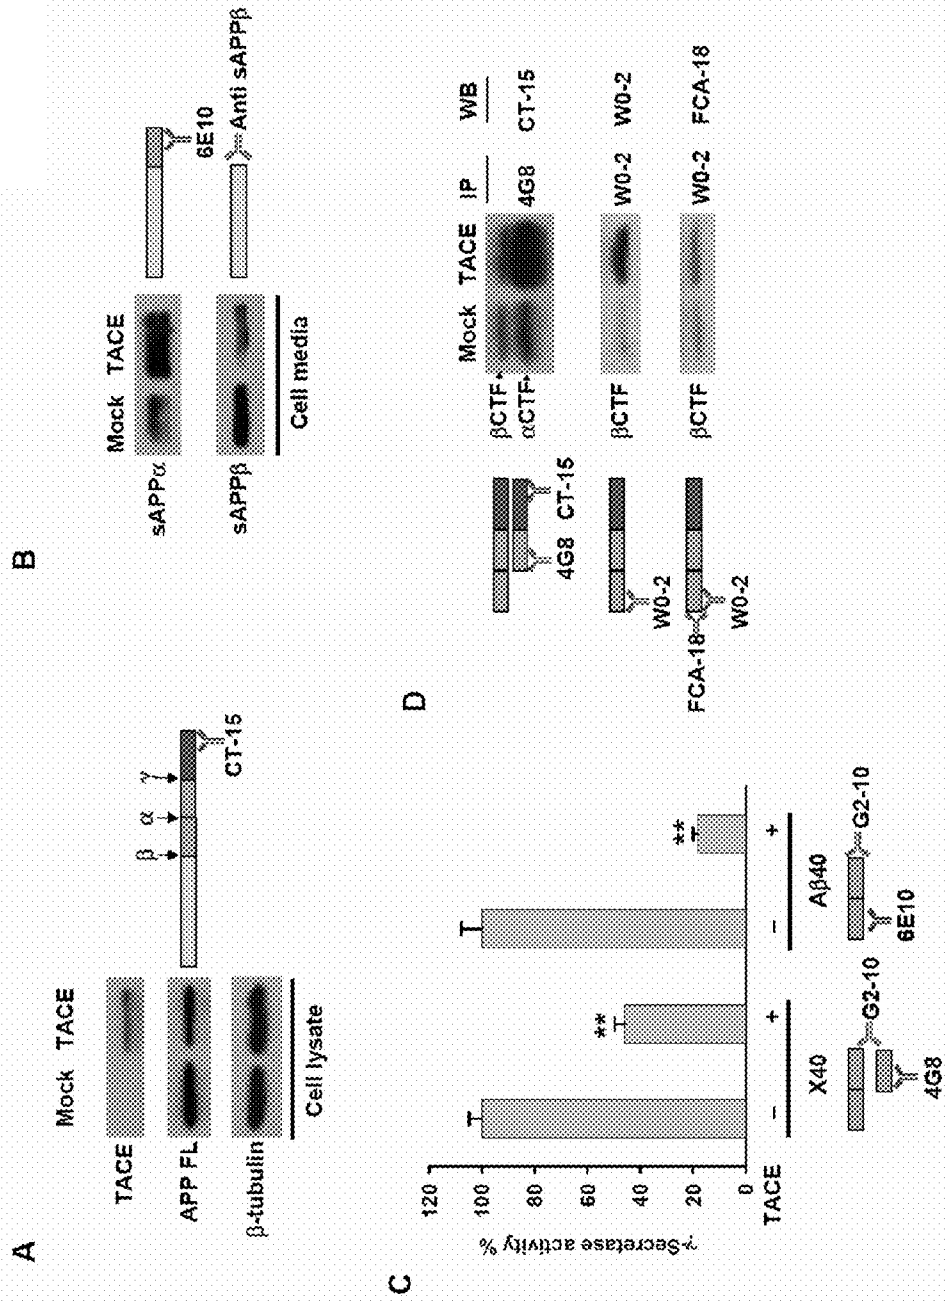 A
Mock TACE
TACE
APP FL
β-tubulin
Cell lysate
β α γ
CT-15
B
Mock TACE
sAPPα
sAPPβ
Cell media
6E10
Anti sAPPβ
C
γ-Secretase activity %
120
100
80
60
40
20
0
** **
TACE − + − +
X40 Aβ40
G2-10 G2-10
4G8 6E10
D
Mock TACE IP WB
βCTF
αCTF
4G8 CT-15
4G8 CT-15
βCTF W0-2 W0-2
W0-2
βCTF W0-2 FCA-18
FCA-18
W0-2